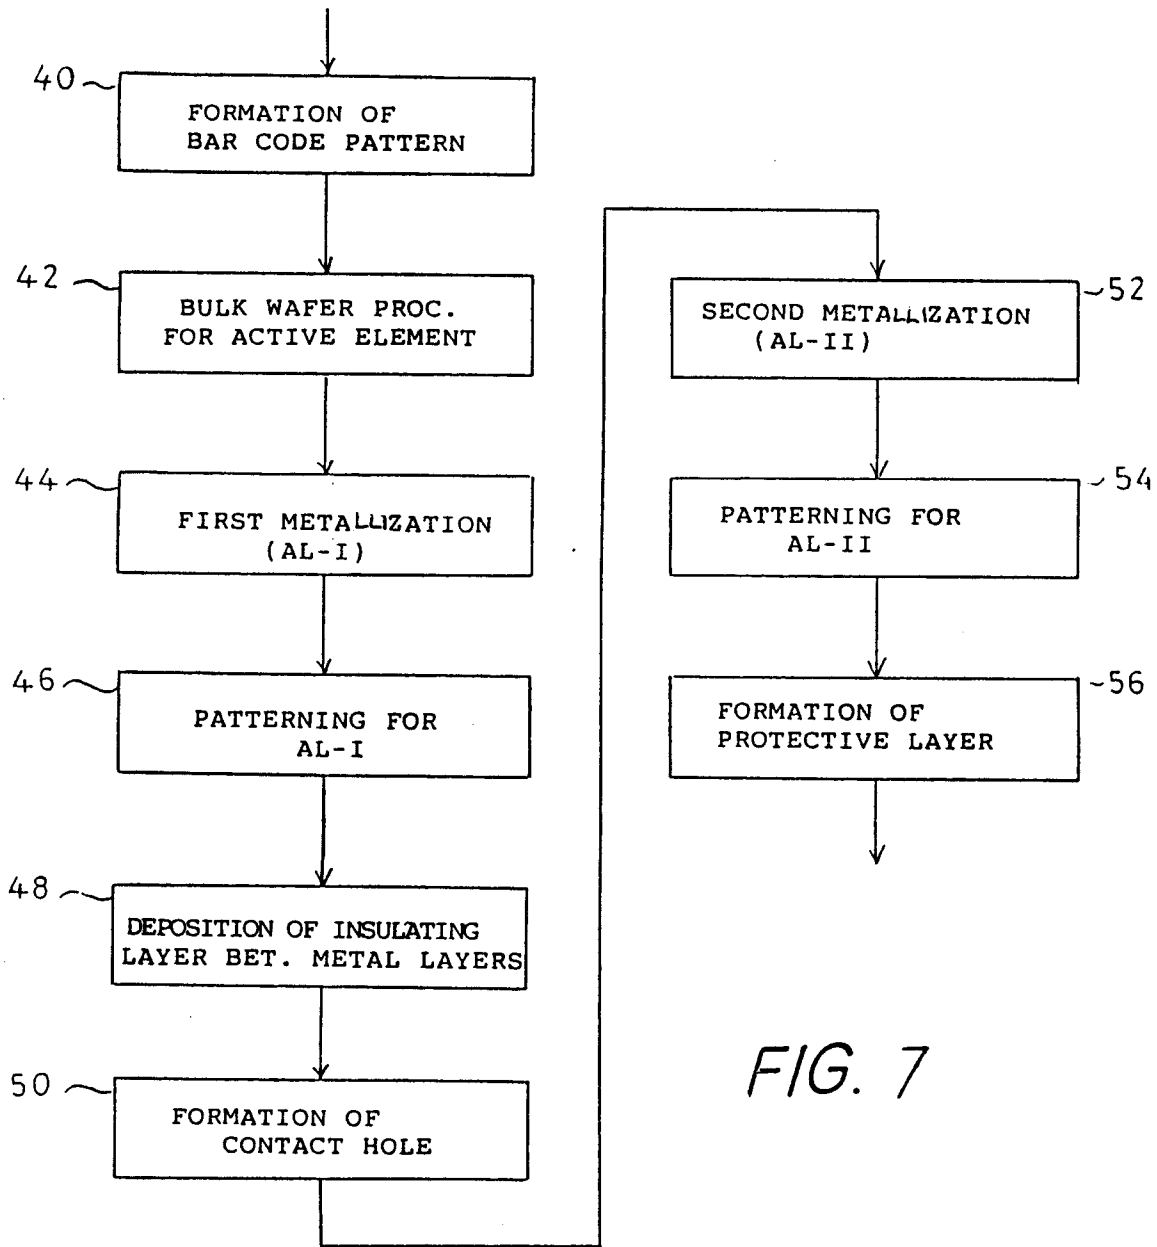 40
FORMATION OF
BAR CODE PATTERN
42
BULK WAFER PROC.
FOR ACTIVE ELEMENT
44
FIRST METALLIZATION
(AL-I)
46
PATTERNING FOR
AL-I
48
DEPOSITION OF INSULATING
LAYER BET. METAL LAYERS
50
FORMATION OF
CONTACT HOLE
52
SECOND METALLIZATION
(AL-II)
54
PATTERNING FOR
AL-II
56
FORMATION OF
PROTECTIVE LAYER
FIG. 7